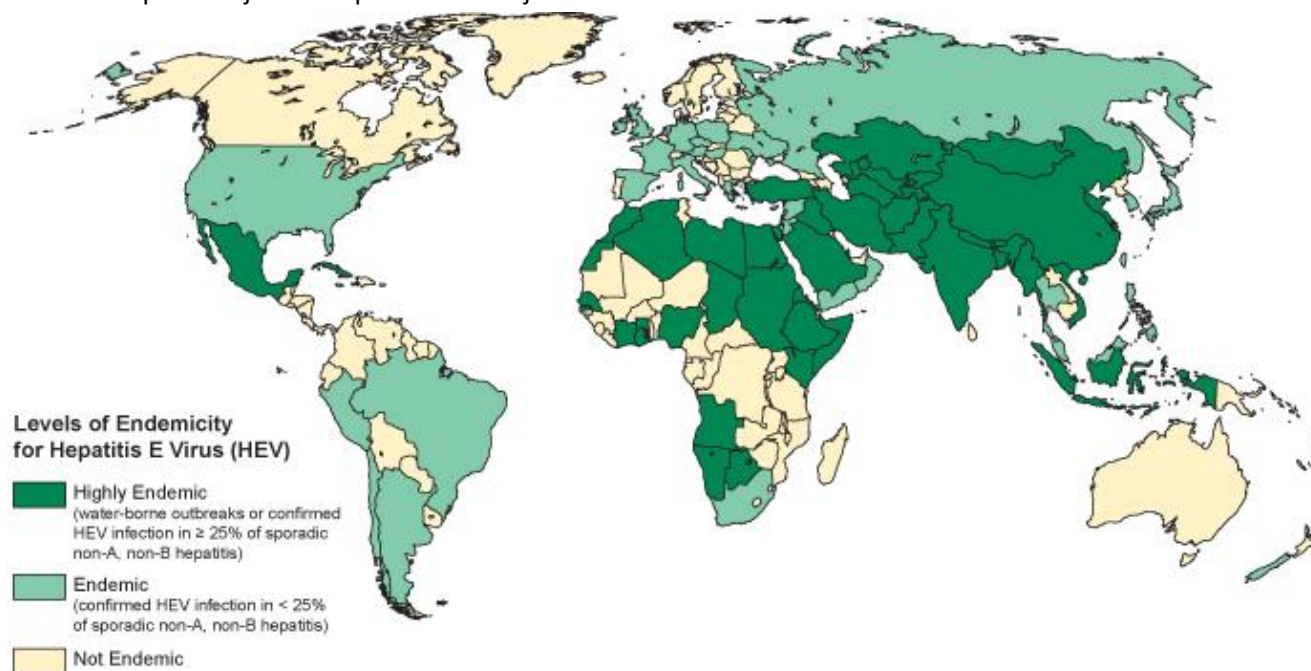 Levels of Endemicity
for Hepatitis E Virus (HEV)
Highly Endemic
(water-borne outbreaks or confirmed
HEV infection in ≥ 25% of sporadic
non-A, non-B hepatitis)
Endemic
(confirmed HEV infection in < 25%
of sporadic non-A, non-B hepatitis)
Not Endemic